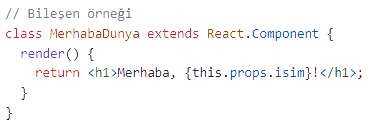 // Bileşen örneği
class MerhabaDunya extends React.Component {
  render() {
    return <h1>Merhaba, {this.props.isim}!</h1>;
  }
}